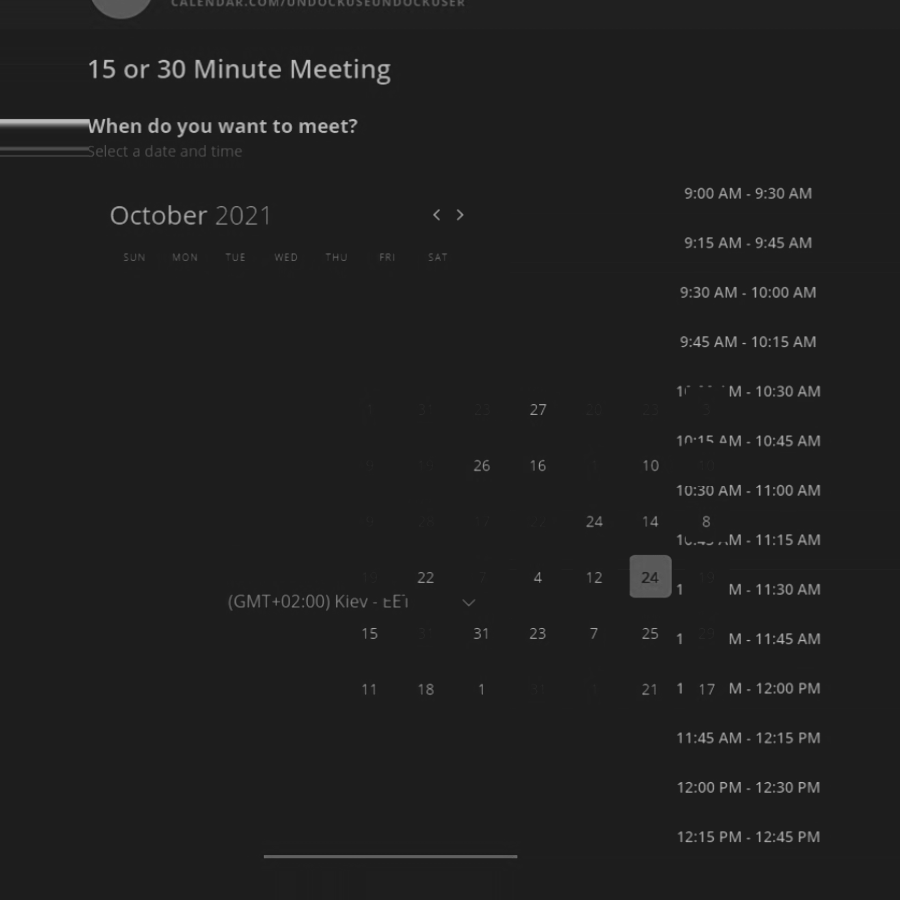 CALENDAR.COM/UNDOCKUSEUNDOCKUSER
15 or 30 Minute Meeting
When do you want to meet?
Select a date and time
October 2021
SUN MON TUE WED THU FRI SAT
27
26 16 10
24 14 8
22 4 12 24
(GMT+02:00) Kiev - EET
15 31 23 7 25
11 18 1 21 17
9:00 AM - 9:30 AM
9:15 AM - 9:45 AM
9:30 AM - 10:00 AM
9:45 AM - 10:15 AM
M - 10:30 AM
10:15 AM - 10:45 AM
10:30 AM - 11:00 AM
M - 11:15 AM
M - 11:30 AM
M - 11:45 AM
M - 12:00 PM
11:45 AM - 12:15 PM
12:00 PM - 12:30 PM
12:15 PM - 12:45 PM